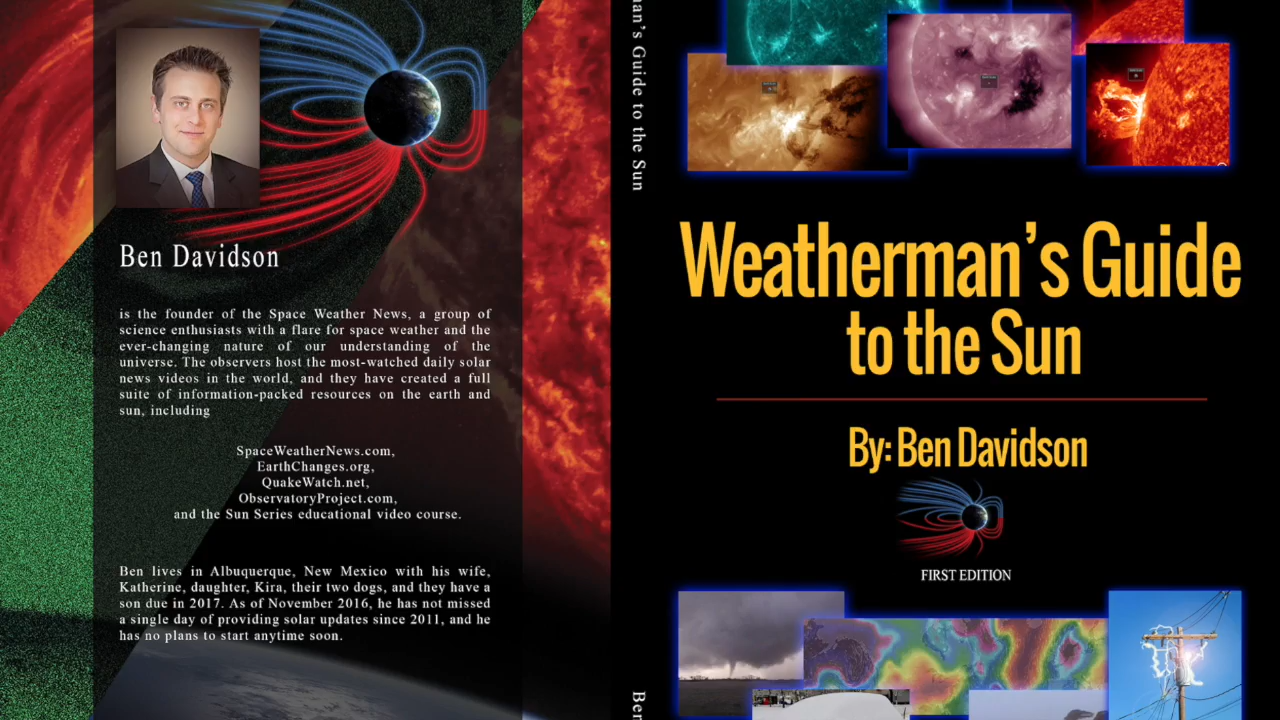 Ben Davidson
is the founder of the Space Weather News, a group of
science enthusiasts with a flare for space weather and the
ever-changing nature of our understanding of the
universe. The observers host the most-watched daily solar
news videos in the world, and they have created a full
suite of information-packed resources on the earth and
sun, including
SpaceWeatherNews.com,
EarthChanges.org,
QuakeWatch.net,
ObservatoryProject.com,
and the Sun Series educational video course.
Ben lives in Albuquerque, New Mexico with his wife,
Katherine, daughter, Kira, their two dogs, and they have a
son due in 2017. As of November 2016, he has not missed
a single day of providing solar updates since 2011, and he
has no plans to start anytime soon.
an's Guide to the Sun
Ber
Weatherman's Guide
to the Sun
By: Ben Davidson
FIRST EDITION